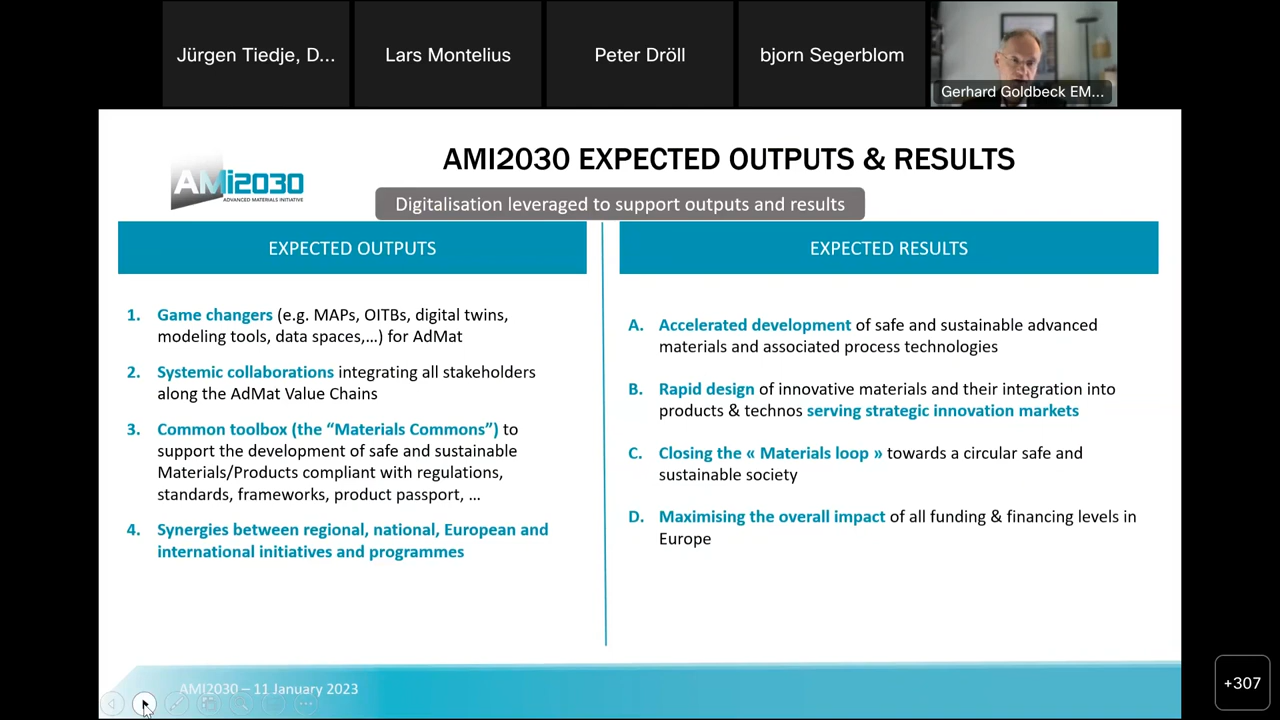 Jürgen Tiedje, D...
Lars Montelius
Peter Dröll
bjorn Segerblom
Gerhard Goldbeck EM...
AMI2030 EXPECTED OUTPUTS & RESULTS
AMi2030
ADVANCED MATERIALS INITIATIVE
Digitalisation leveraged to support outputs and results
EXPECTED OUTPUTS
1. Game changers (e.g. MAPs, OITBs, digital twins,
modeling tools, data spaces,...) for AdMat
2. Systemic collaborations integrating all stakeholders
along the AdMat Value Chains
3. Common toolbox (the “Materials Commons”) to
support the development of safe and sustainable
Materials/Products compliant with regulations,
standards, frameworks, product passport, ...
4. Synergies between regional, national, European and
international initiatives and programmes
EXPECTED RESULTS
A. Accelerated development of safe and sustainable advanced
materials and associated process technologies
B. Rapid design of innovative materials and their integration into
products & technos serving strategic innovation markets
C. Closing the « Materials loop » towards a circular safe and
sustainable society
D. Maximising the overall impact of all funding & financing levels in
Europe
AMI2030 – 11 January 2023
+307